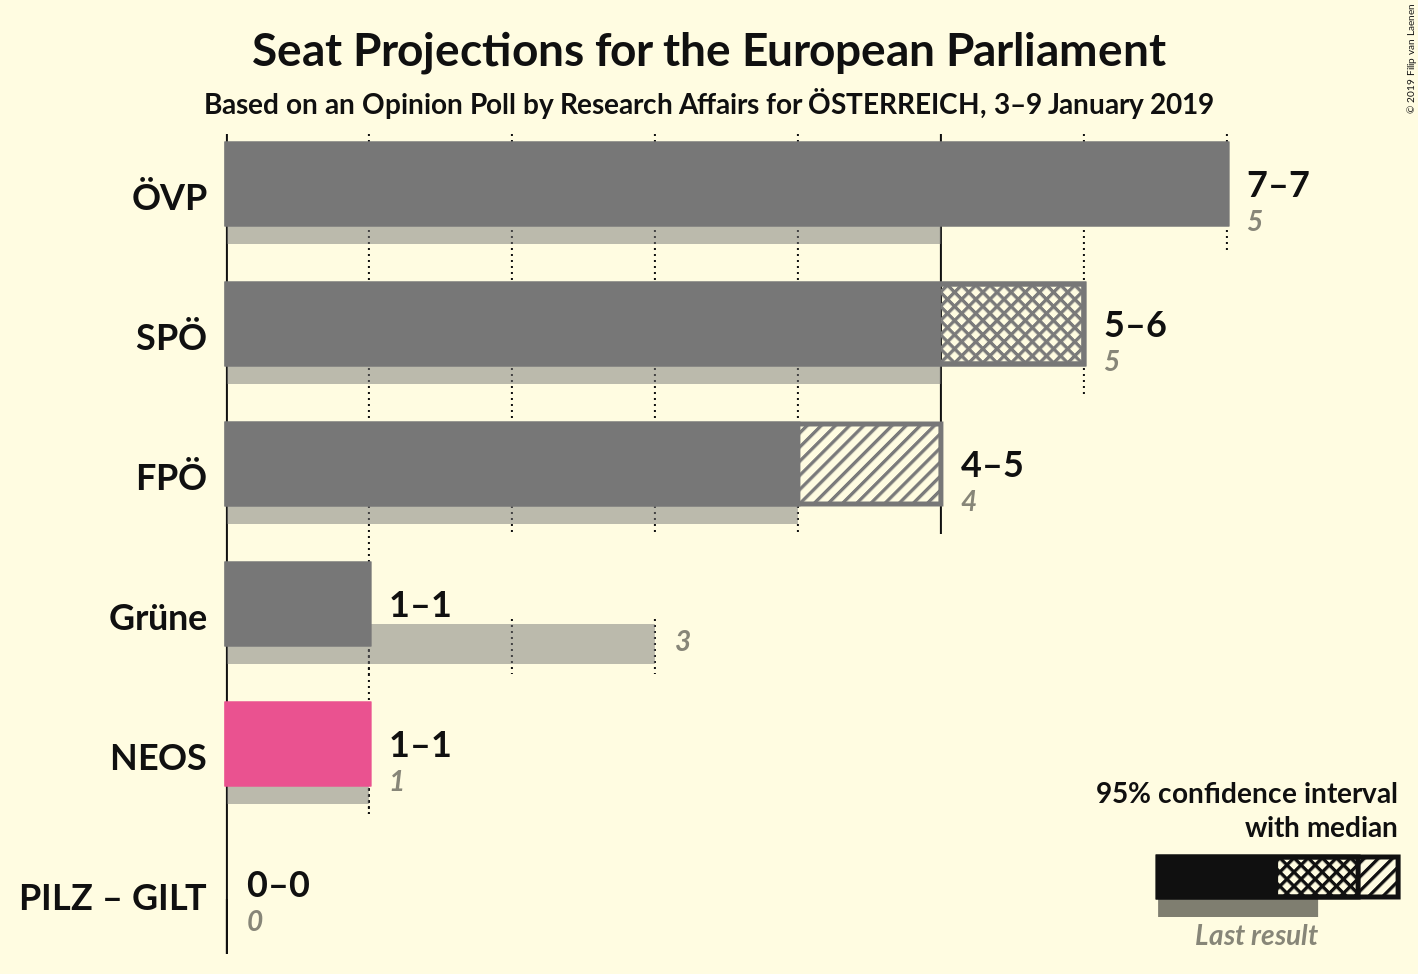 Seat Projections for the European Parliament
Based on an Opinion Poll by Research Affairs for ÖSTERREICH, 3–9 January 2019
© 2019 Filip van Laenen
ÖVP
7–7
5
SPÖ
5–6
5
FPÖ
4–5
4
Grüne
1–1
3
NEOS
1–1
1
PILZ – GILT
0–0
0
95% confidence interval
with median
Last result